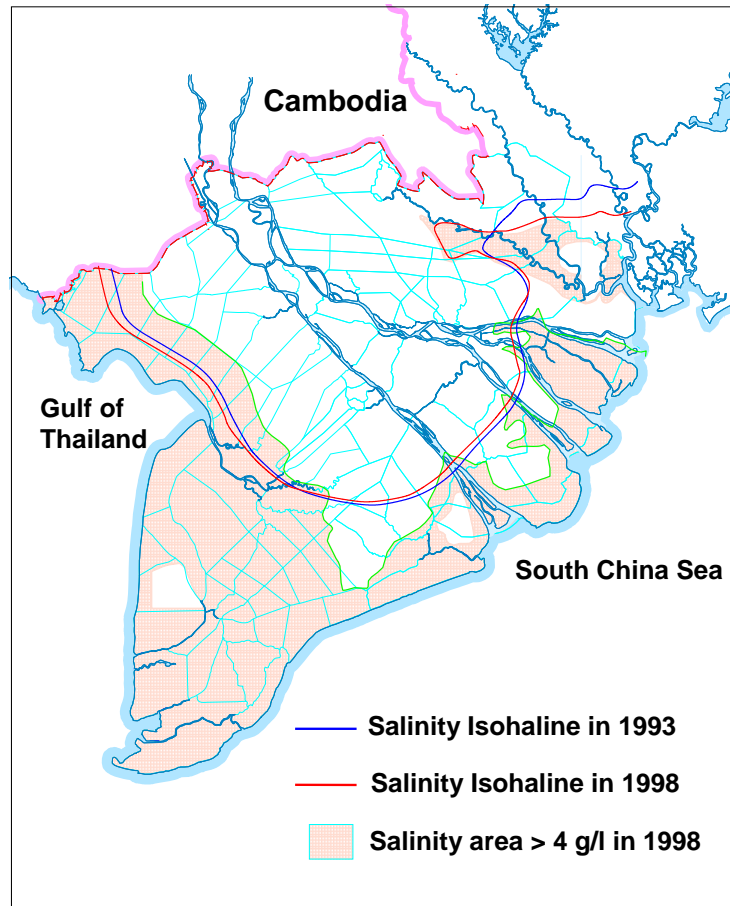 Cambodia
Gulf of
Thailand
South China Sea
Salinity Isohaline in 1993
Salinity Isohaline in 1998
Salinity area > 4 g/l in 1998